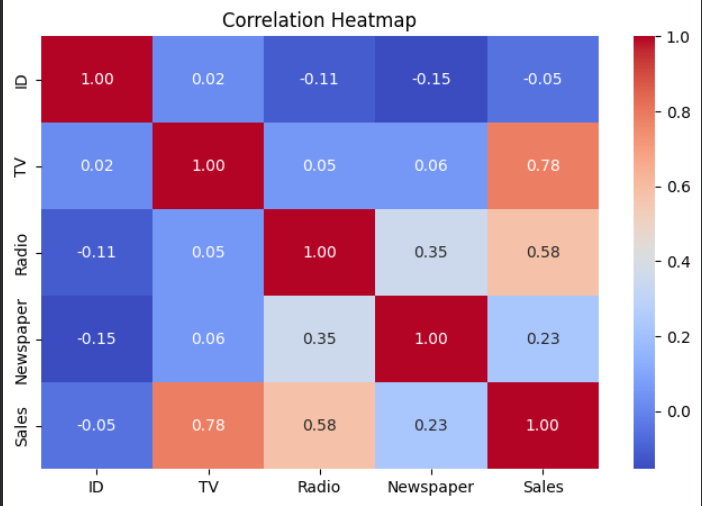 Correlation Heatmap
ID 1.00 0.02 -0.11 -0.15 -0.05
TV 0.02 1.00 0.05 0.06 0.78
Radio -0.11 0.05 1.00 0.35 0.58
Newspaper -0.15 0.06 0.35 1.00 0.23
Sales -0.05 0.78 0.58 0.23 1.00
ID TV Radio Newspaper Sales
1.0
0.8
0.6
0.4
0.2
0.0